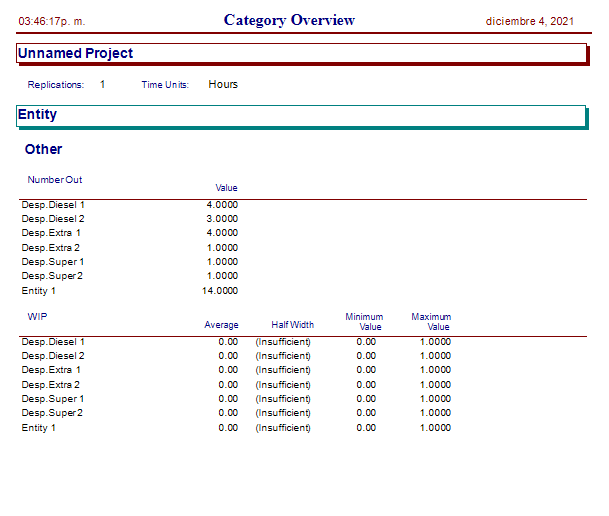 03:46:17p. m. Category Overview diciembre 4, 2021
Unnamed Project
Replications: 1 Time Units: Hours
Entity
Other
Number Out Value
Desp.Diesel 1 4.0000
Desp.Diesel 2 3.0000
Desp.Extra 1 4.0000
Desp.Extra 2 1.0000
Desp.Super 1 1.0000
Desp.Super 2 1.0000
Entity 1 14.0000
WIP Average Half Width Minimum Value Maximum Value
Desp.Diesel 1 0.00 (Insufficient) 0.00 1.0000
Desp.Diesel 2 0.00 (Insufficient) 0.00 1.0000
Desp.Extra 1 0.00 (Insufficient) 0.00 1.0000
Desp.Extra 2 0.00 (Insufficient) 0.00 1.0000
Desp.Super 1 0.00 (Insufficient) 0.00 1.0000
Desp.Super 2 0.00 (Insufficient) 0.00 1.0000
Entity 1 0.00 (Insufficient) 0.00 1.0000